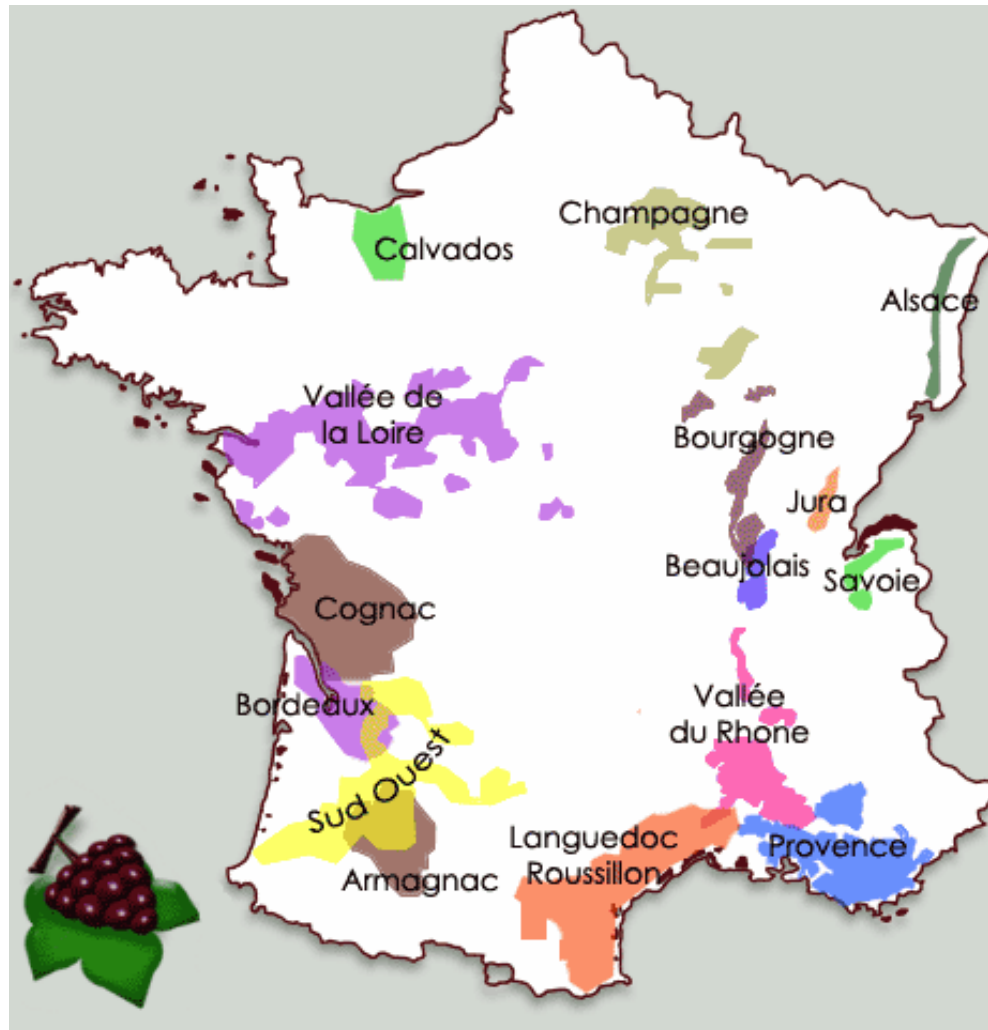 Champagne
Calvados
Alsace
Vallée de
la Loire
Bourgogne
Jura
Beaujolais
Savoie
Cognac
Bordeaux
Vallée
du Rhone
Sud Ouest
Languedoc
Roussillon
Provence
Armagnac